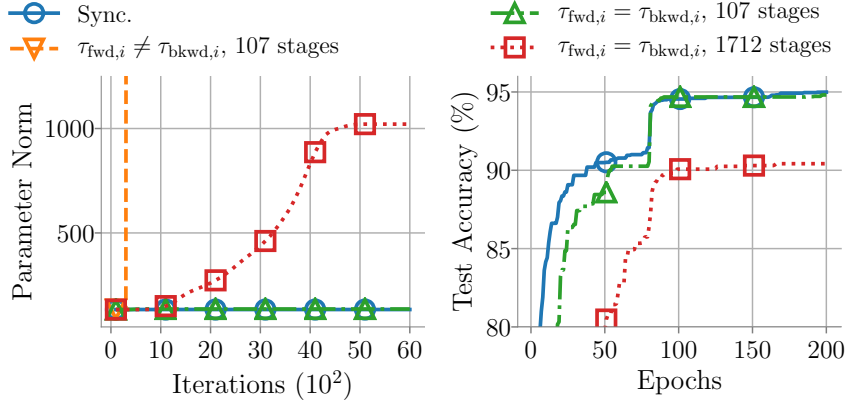 Sync.
τfwd,i ≠ τbkwd,i, 107 stages
τfwd,i = τbkwd,i, 107 stages
τfwd,i = τbkwd,i, 1712 stages
Parameter Norm
1000
500
0 10 20 30 40 50 60
Iterations (10²)
Test Accuracy (%)
95
90
85
80
0 50 100 150 200
Epochs